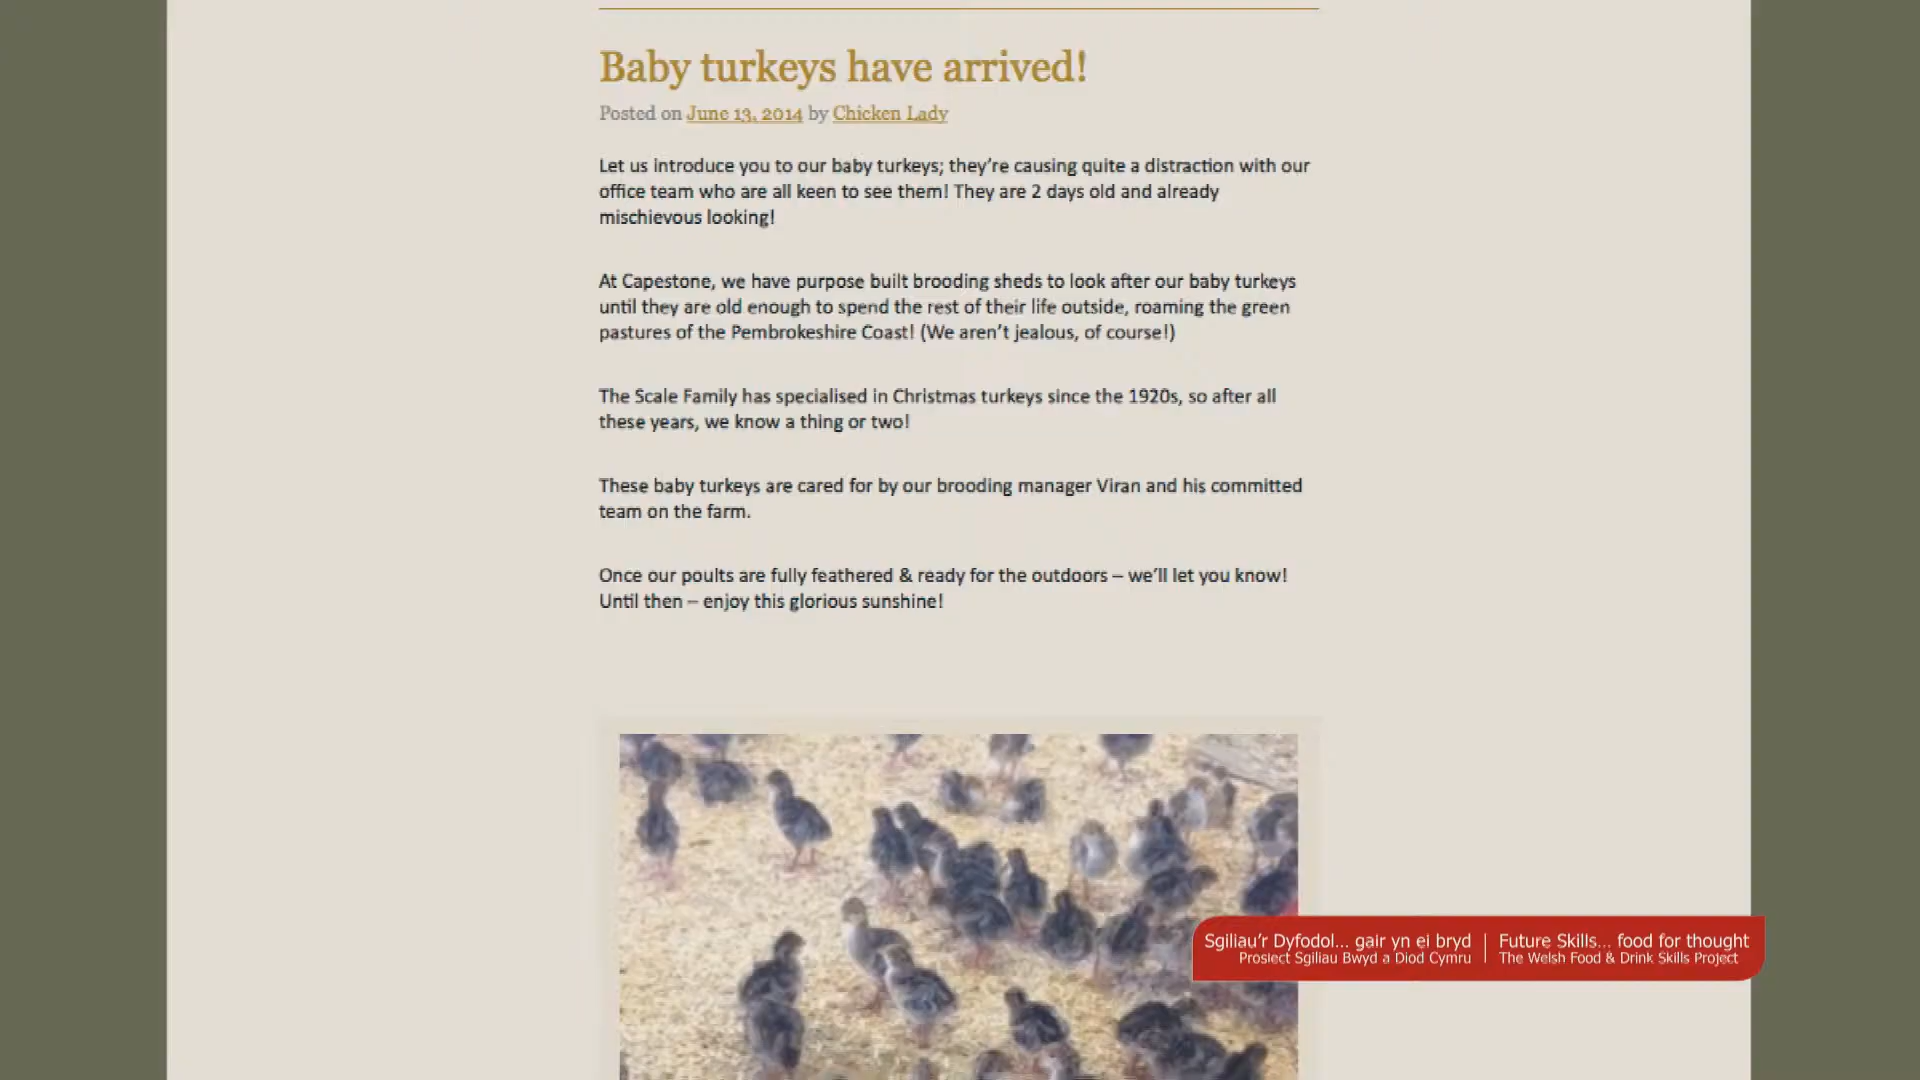 Baby turkeys have arrived!
Posted on June 13, 2014 by Chicken Lady
Let us introduce you to our baby turkeys; they're causing quite a distraction with our
office team who are all keen to see them! They are 2 days old and already
mischievous looking!
At Capestone, we have purpose built brooding sheds to look after our baby turkeys
until they are old enough to spend the rest of their life outside, roaming the green
pastures of the Pembrokeshire Coast! (We aren't jealous, of course!)
The Scale Family has specialised in Christmas turkeys since the 1920s, so after all
these years, we know a thing or two!
These baby turkeys are cared for by our brooding manager Viran and his committed
team on the farm.
Once our poults are fully feathered & ready for the outdoors – we'll let you know!
Until then – enjoy this glorious sunshine!
Sgiliau'r Dyfodol... gair yn ei bryd
Prosiect Sgiliau Bwyd a Diod Cymru
Future Skills... food for thought
The Welsh Food & Drink Skills Project